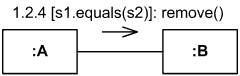 1.2.4 [s1.equals(s2)]: remove()
:A
:B